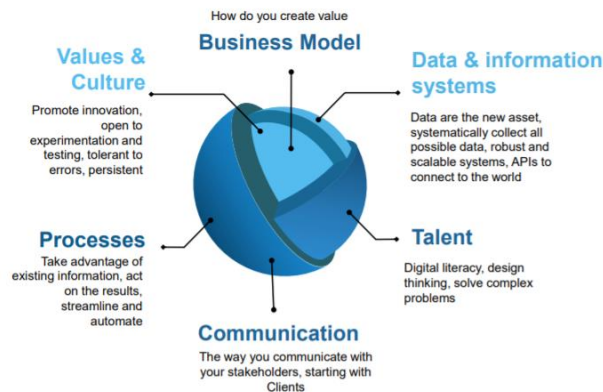 How do you create value
Business Model
Values &
Culture
Promote innovation,
open to
experimentation and
testing, tolerant to
errors, persistent
Data & information
systems
Data are the new asset,
systematically collect all
possible data, robust and
scalable systems, APIs to
connect to the world
Processes
Take advantage of
existing information, act
on the results,
streamline and
automate
Talent
Digital literacy, design
thinking, solve complex
problems
Communication
The way you communicate with
your stakeholders, starting with
Clients